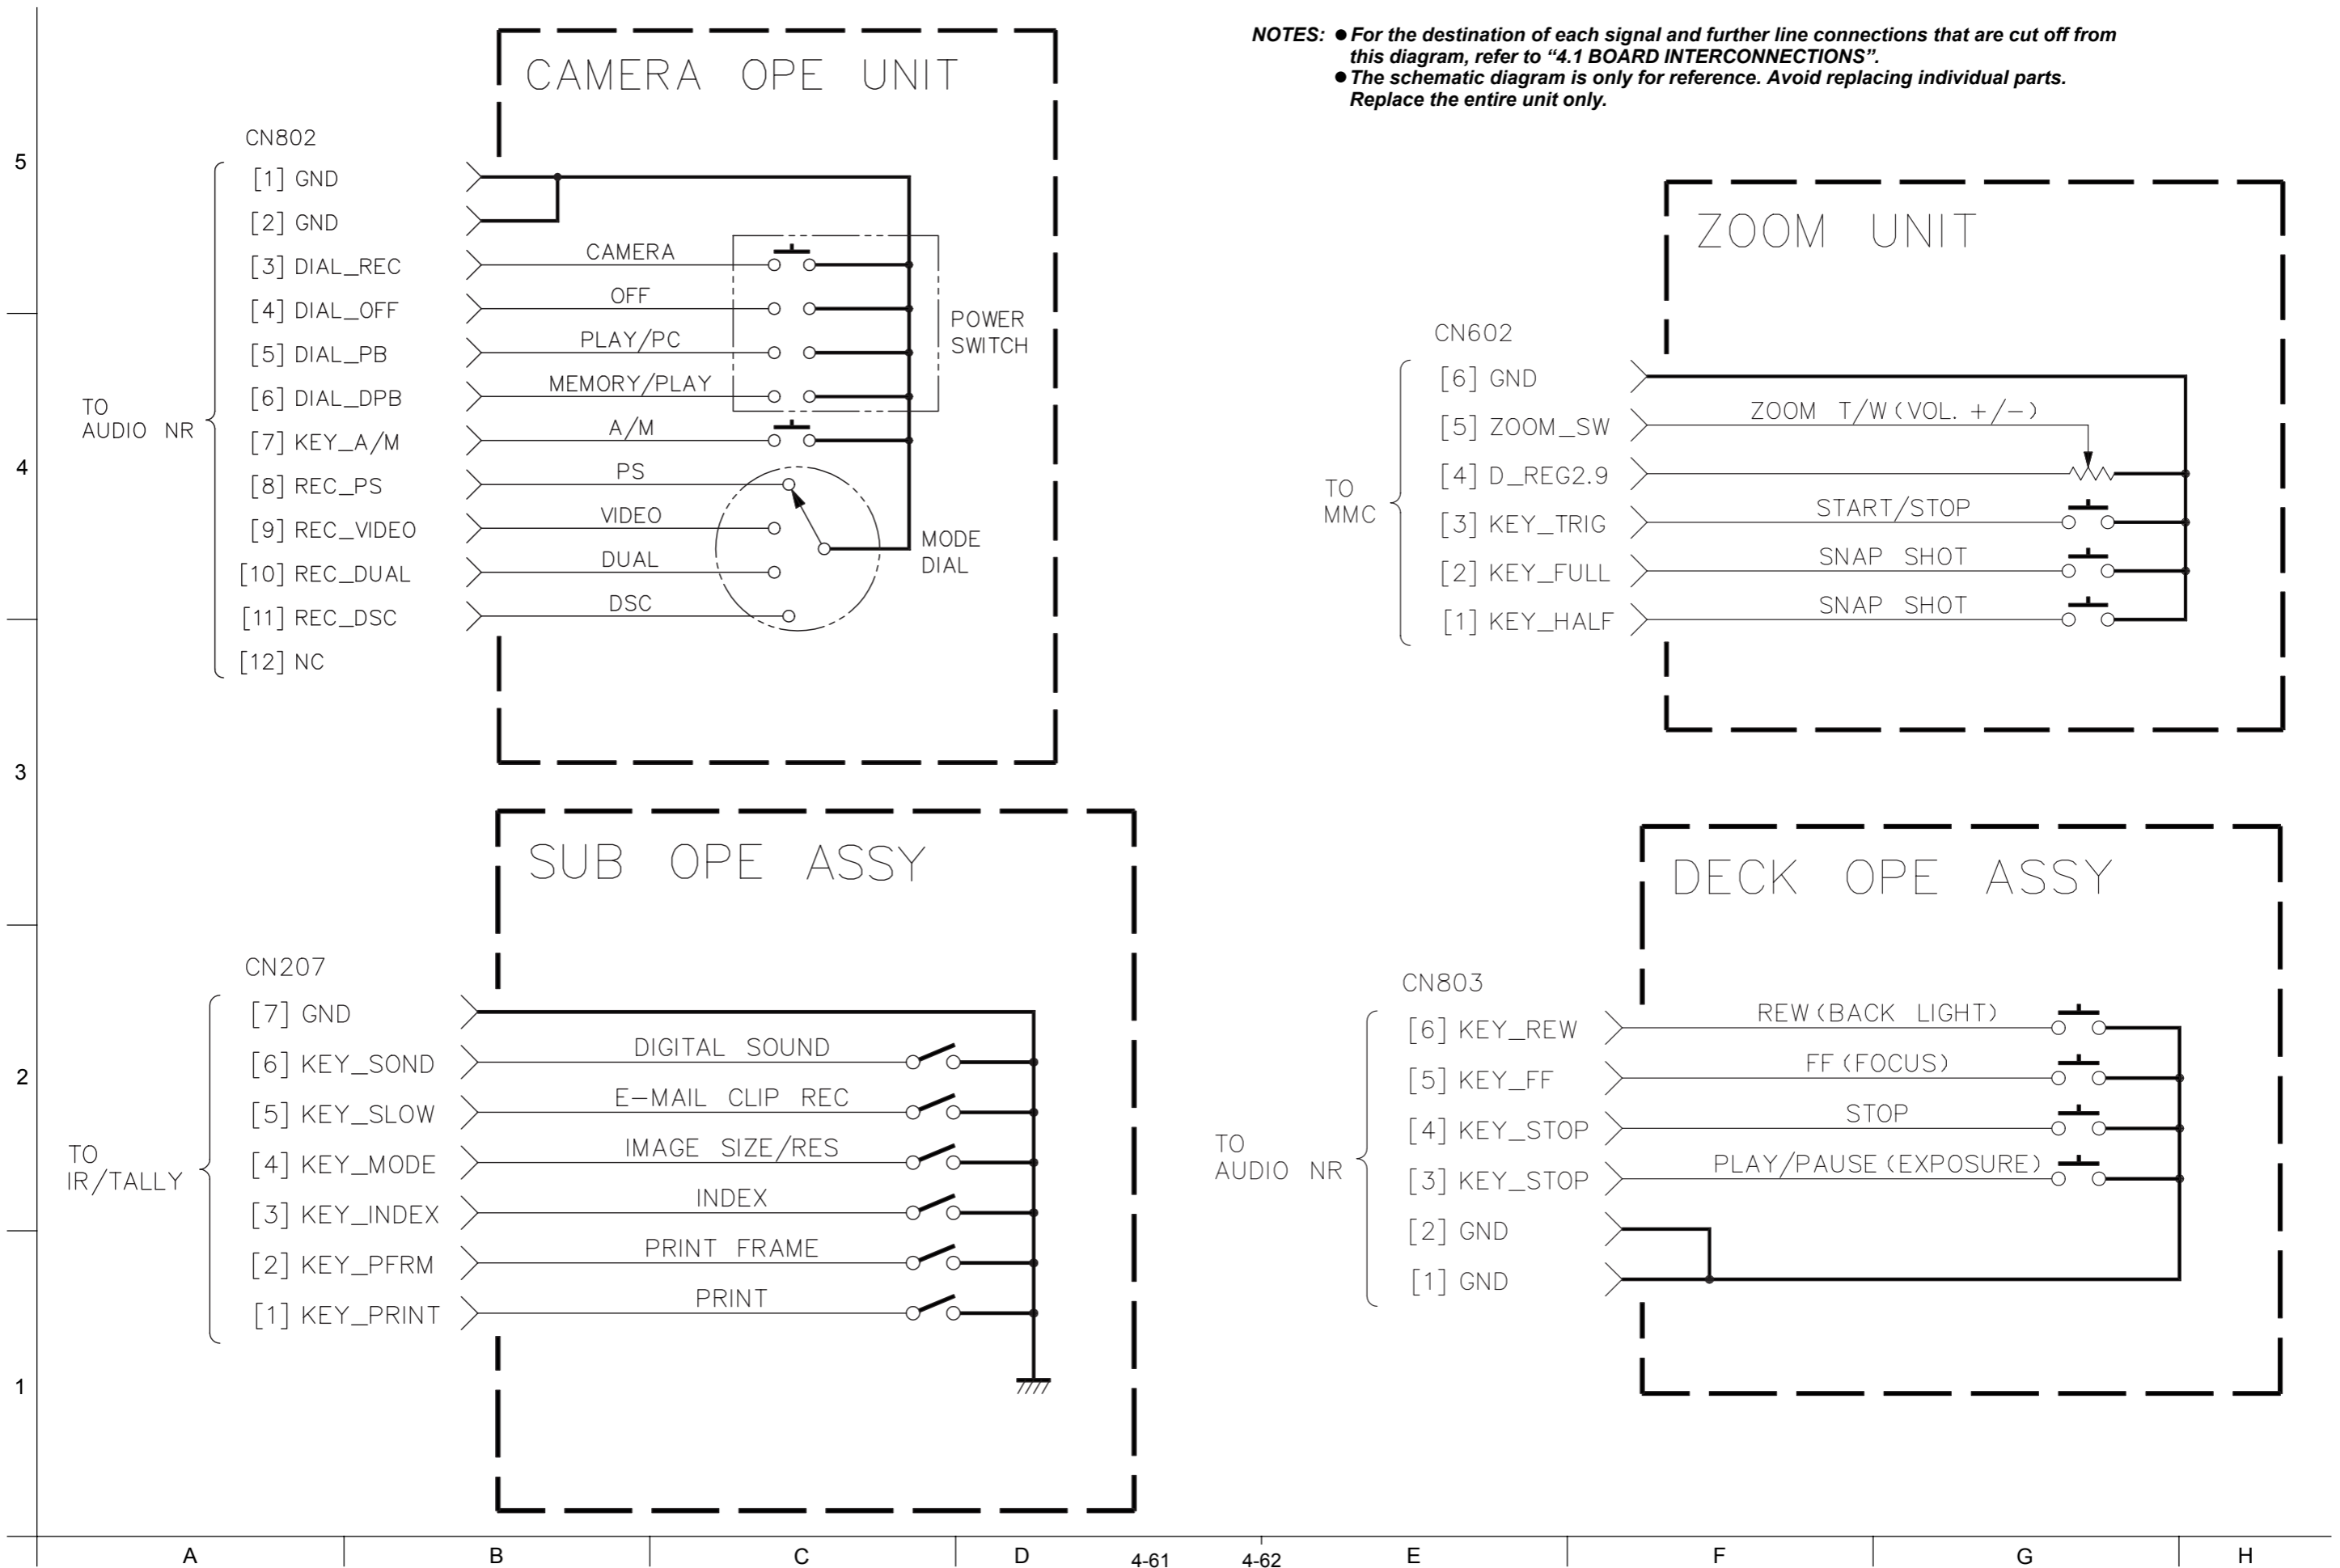 NOTES: ● For the destination of each signal and further line connections that are cut off from
this diagram, refer to “4.1 BOARD INTERCONNECTIONS”.
● The schematic diagram is only for reference. Avoid replacing individual parts.
Replace the entire unit only.
CAMERA OPE UNIT
CN802
[1] GND
[2] GND
[3] DIAL_REC CAMERA
[4] DIAL_OFF OFF
[5] DIAL_PB PLAY/PC
[6] DIAL_DPB MEMORY/PLAY
[7] KEY_A/M A/M
[8] REC_PS PS
[9] REC_VIDEO VIDEO
[10] REC_DUAL DUAL
[11] REC_DSC DSC
[12] NC
TO
AUDIO NR
POWER
SWITCH
MODE
DIAL
ZOOM UNIT
CN602
[6] GND
[5] ZOOM_SW ZOOM T/W(VOL. +/−)
[4] D_REG2.9
[3] KEY_TRIG START/STOP
[2] KEY_FULL SNAP SHOT
[1] KEY_HALF SNAP SHOT
TO
MMC
SUB OPE ASSY
CN207
[7] GND
[6] KEY_SOND DIGITAL SOUND
[5] KEY_SLOW E-MAIL CLIP REC
[4] KEY_MODE IMAGE SIZE/RES
[3] KEY_INDEX INDEX
[2] KEY_PFRM PRINT FRAME
[1] KEY_PRINT PRINT
TO
IR/TALLY
DECK OPE ASSY
CN803
[6] KEY_REW REW(BACK LIGHT)
[5] KEY_FF FF(FOCUS)
[4] KEY_STOP STOP
[3] KEY_STOP PLAY/PAUSE(EXPOSURE)
[2] GND
[1] GND
TO
AUDIO NR
5
4
3
2
1
A B C D 4-61 4-62 E F G H